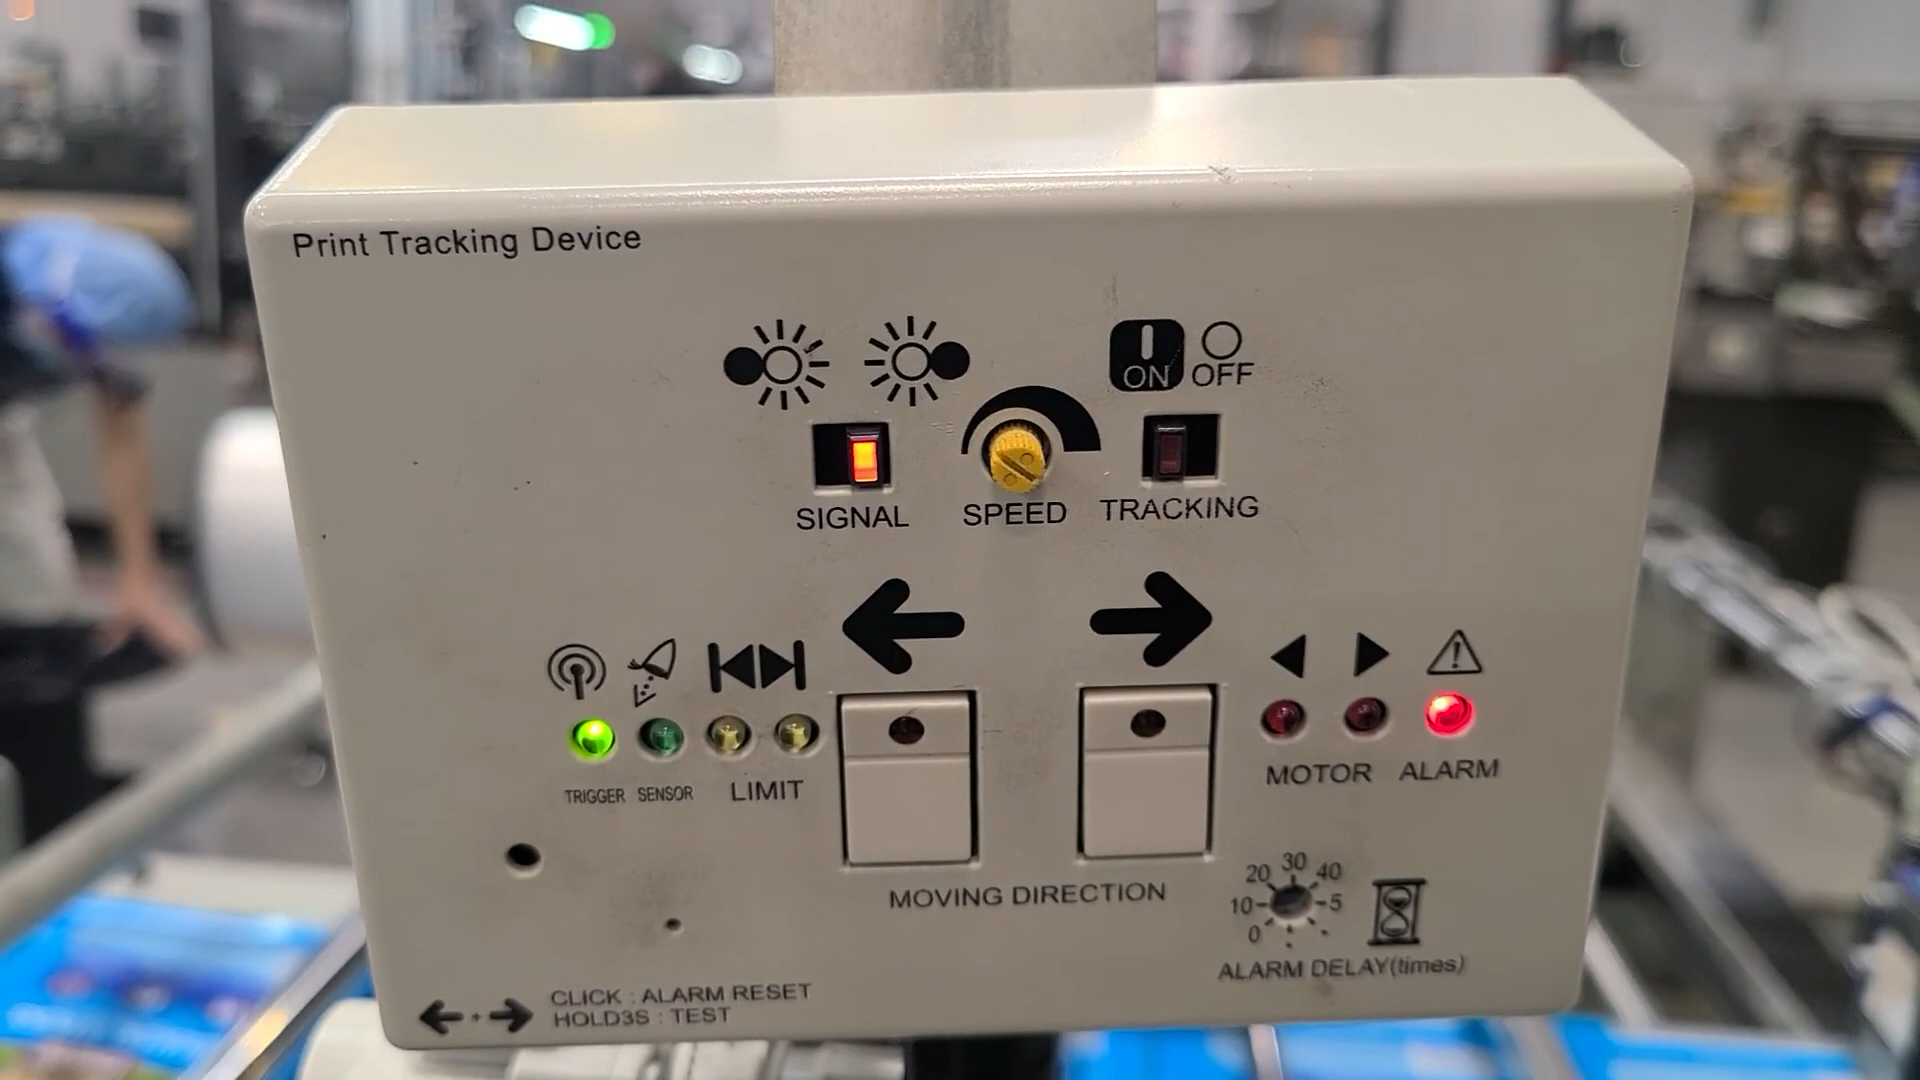 Print Tracking Device
ON OFF
SIGNAL SPEED TRACKING
TRIGGER SENSOR LIMIT
MOTOR ALARM
MOVING DIRECTION
20 30 40
10 5
0
ALARM DELAY(times)
CLICK : ALARM RESET
HOLD3S : TEST